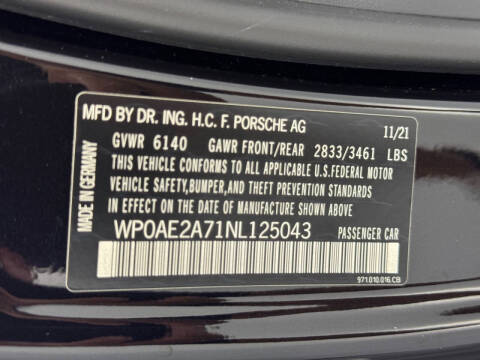 MFD BY DR. ING. H.C. F. PORSCHE AG 11/21
GVWR 6140 GAWR FRONT/REAR 2833/3461 LBS
THIS VEHICLE CONFORMS TO ALL APPLICABLE U.S.FEDERAL MOTOR
VEHICLE SAFETY,BUMPER,AND THEFT PREVENTION STANDARDS
IN EFFECT ON THE DATE OF MANUFACTURE SHOWN ABOVE
WP0AE2A71NL125043 PASSENGER CAR
971.010.016.CB
MADE IN GERMANY